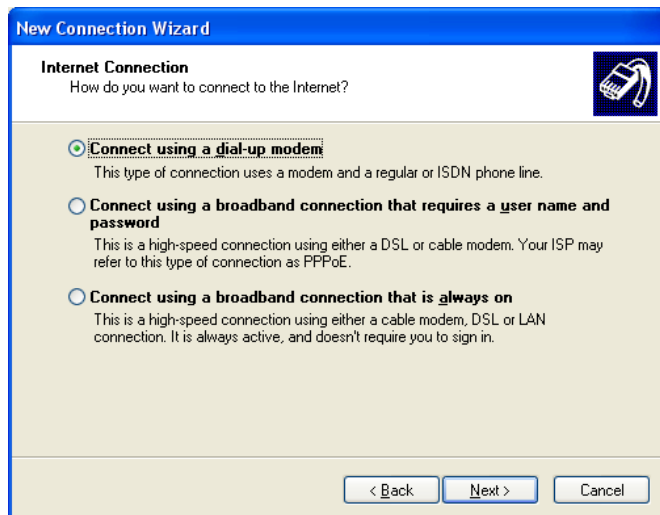 New Connection Wizard
Internet Connection
How do you want to connect to the Internet?
Connect using a dial-up modem
This type of connection uses a modem and a regular or ISDN phone line.
Connect using a broadband connection that requires a user name and
password
This is a high-speed connection using either a DSL or cable modem. Your ISP may
refer to this type of connection as PPPoE.
Connect using a broadband connection that is always on
This is a high-speed connection using either a cable modem, DSL or LAN
connection. It is always active, and doesn't require you to sign in.
< Back
Next >
Cancel